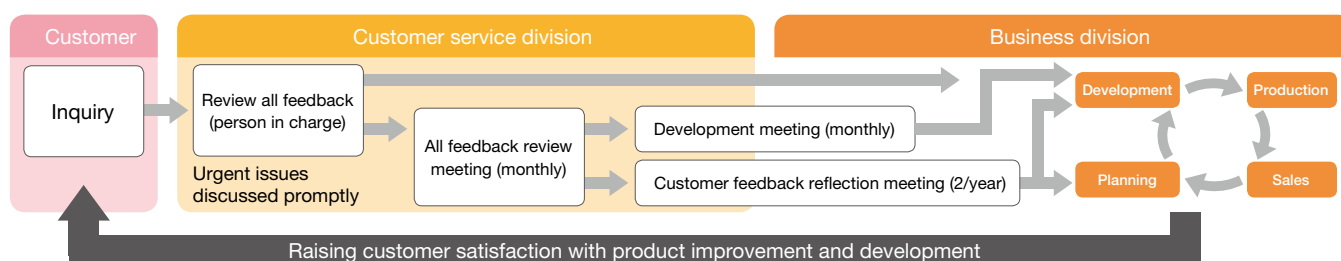 Customer
Customer service division
Business division
Inquiry
Review all feedback
(person in charge)
Urgent issues
discussed promptly
All feedback review
meeting (monthly)
Development meeting (monthly)
Customer feedback reflection meeting (2/year)
Development
Production
Planning
Sales
Raising customer satisfaction with product improvement and development